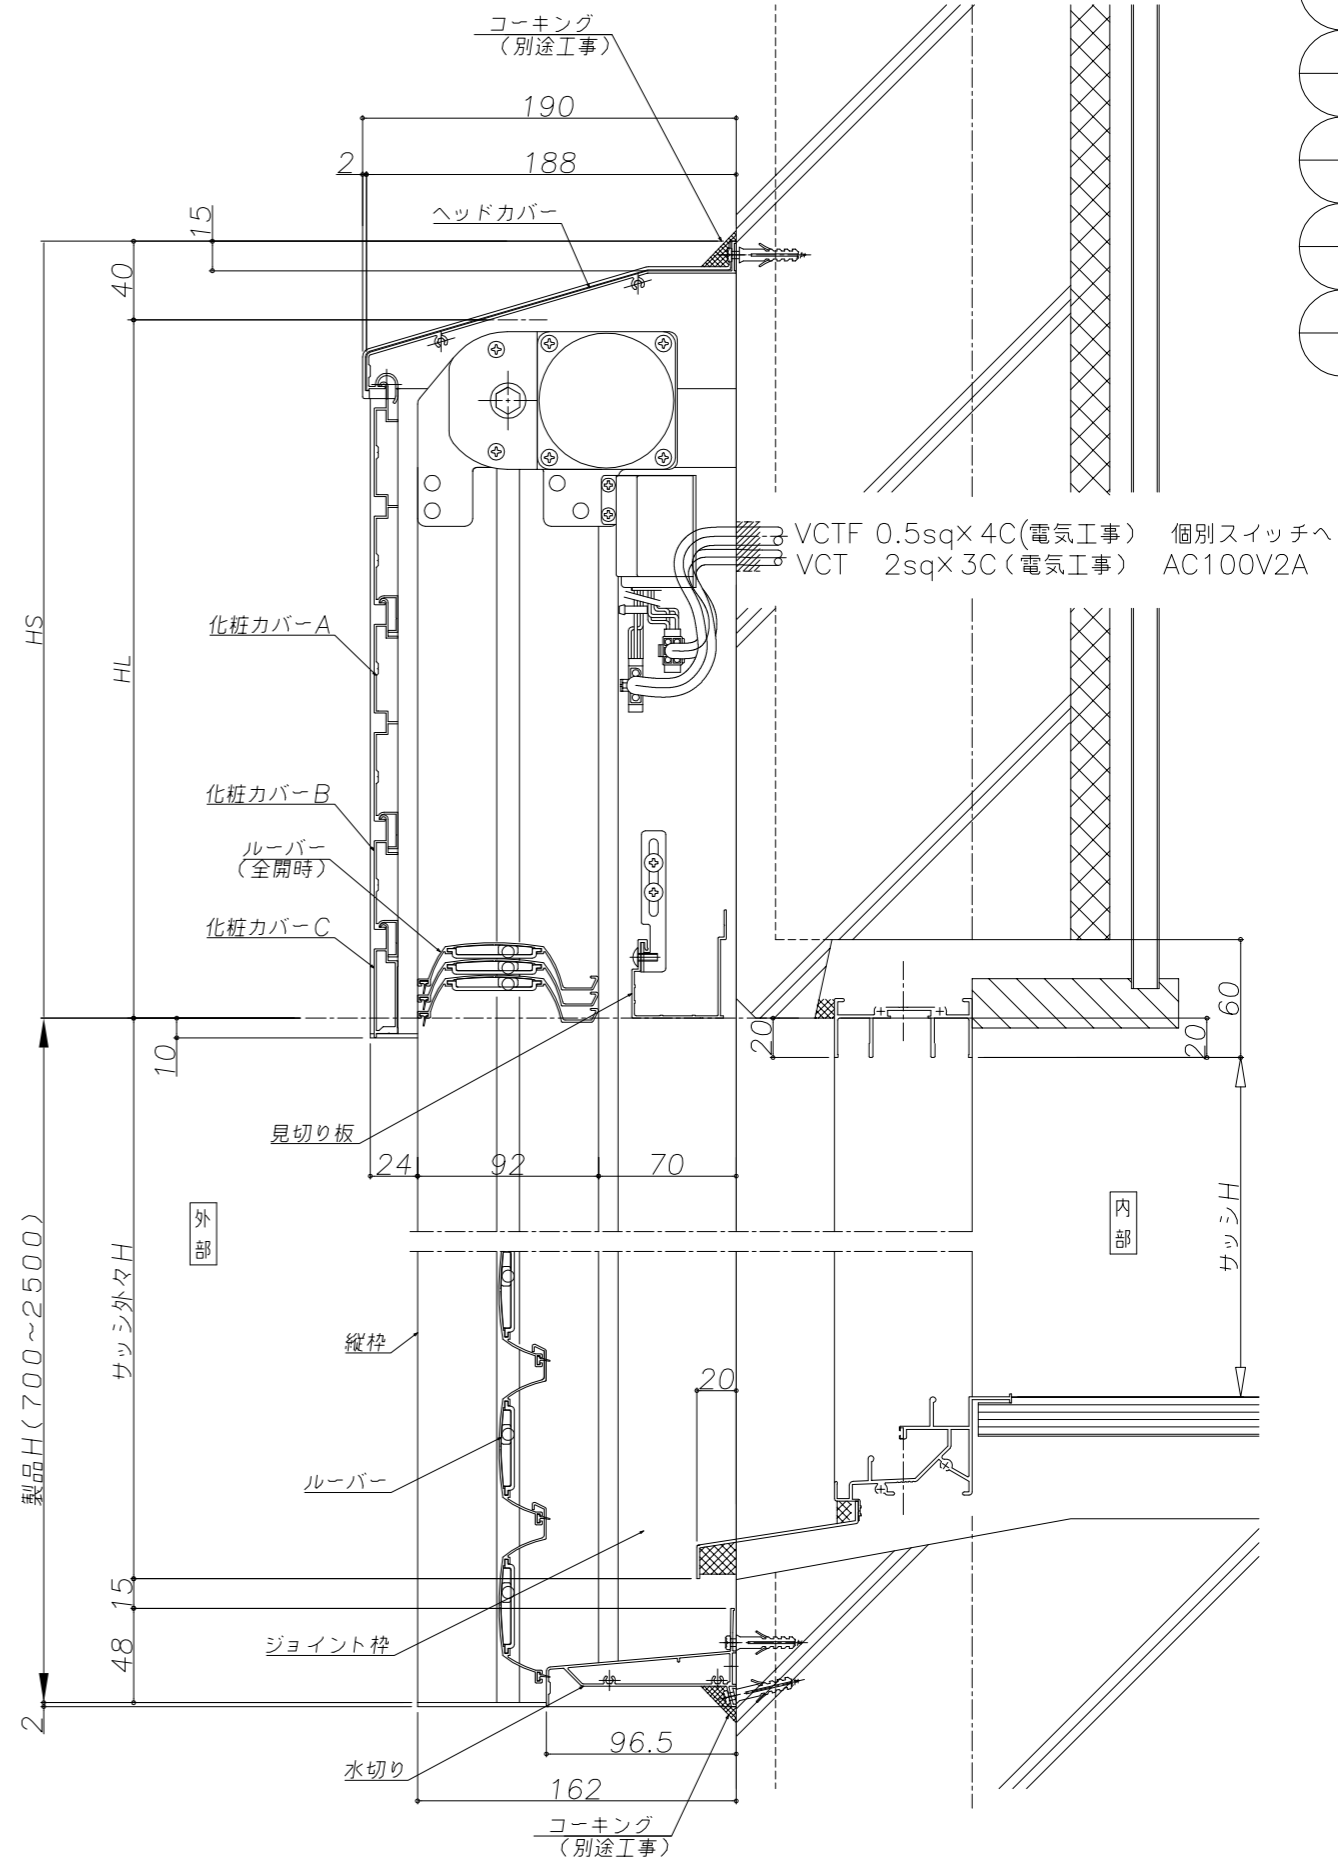 コーキング
(別途工事)
190
2
188
15
ヘッドカバー
40
VCTF 0.5sq×4C(電気工事) 個別スイッチへ
VCT 2sq×3C(電気工事) AC100V2A
HS
HL
化粧カバーA
化粧カバーB
ルーバー
(全開時)
化粧カバーC
10
20
20
60
見切り板
24
92
70
外部
内部
サッシH
製品H(700~2500)
サッシ外々H
縦枠
20
ルーバー
15
48
ジョイント枠
2
96.5
水切り
162
コーキング
(別途工事)